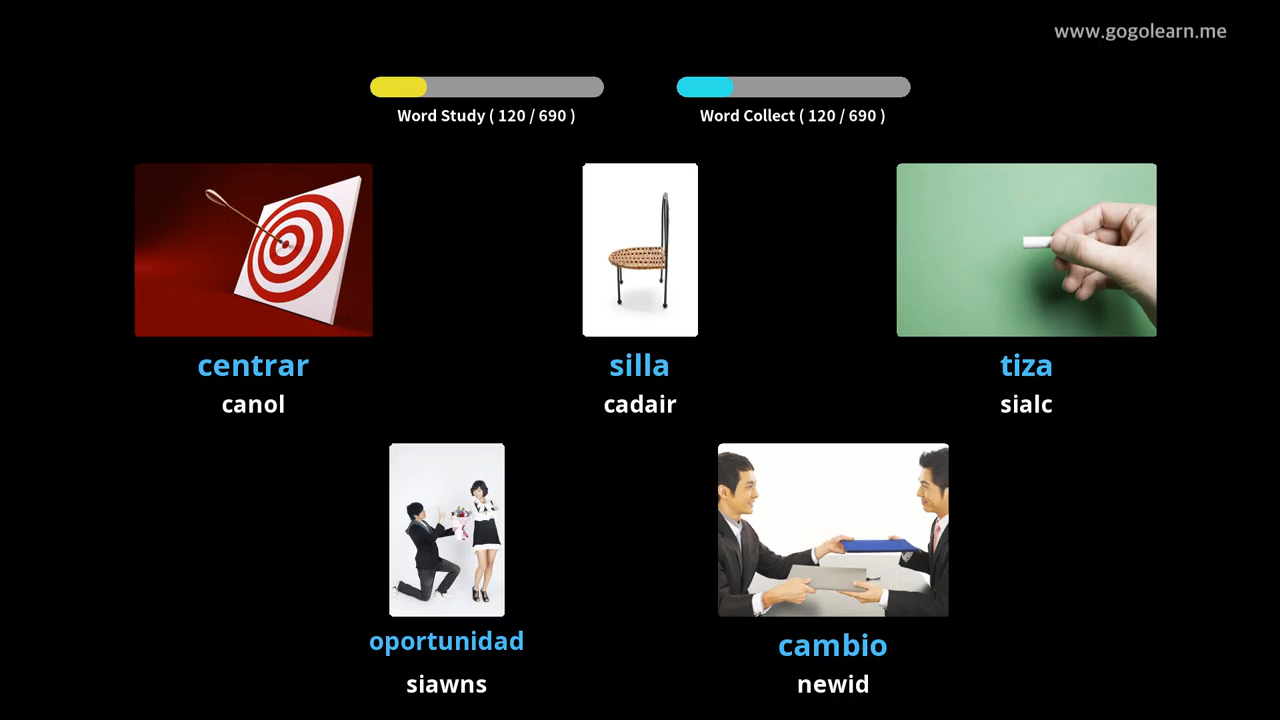 www.gogolearn.me
Word Study ( 120 / 690 )
Word Collect ( 120 / 690 )
centrar
canol
silla
cadair
tiza
sialc
oportunidad
siawns
cambio
newid